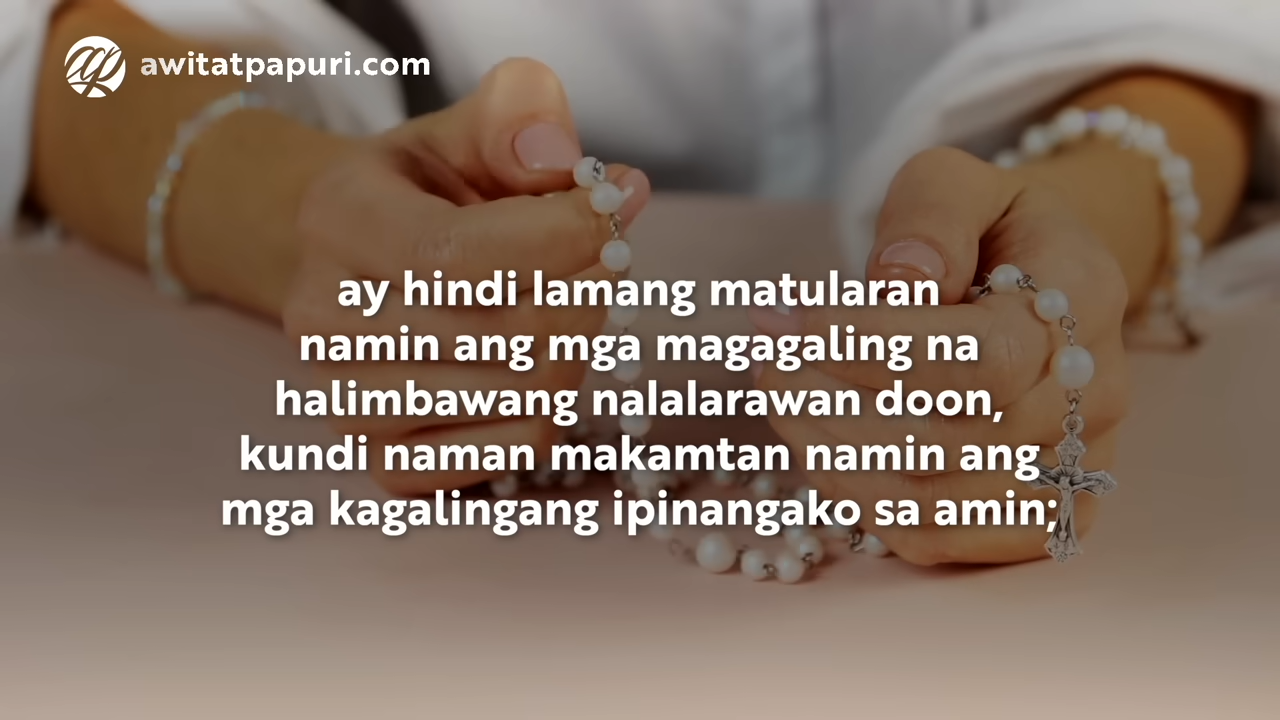 awitatpapuri.com
ay hindi lamang matularan
namin ang mga magagaling na
halimbawang nalalarawan doon,
kundi naman makamtan namin ang
mga kagalingang ipinangako sa amin;